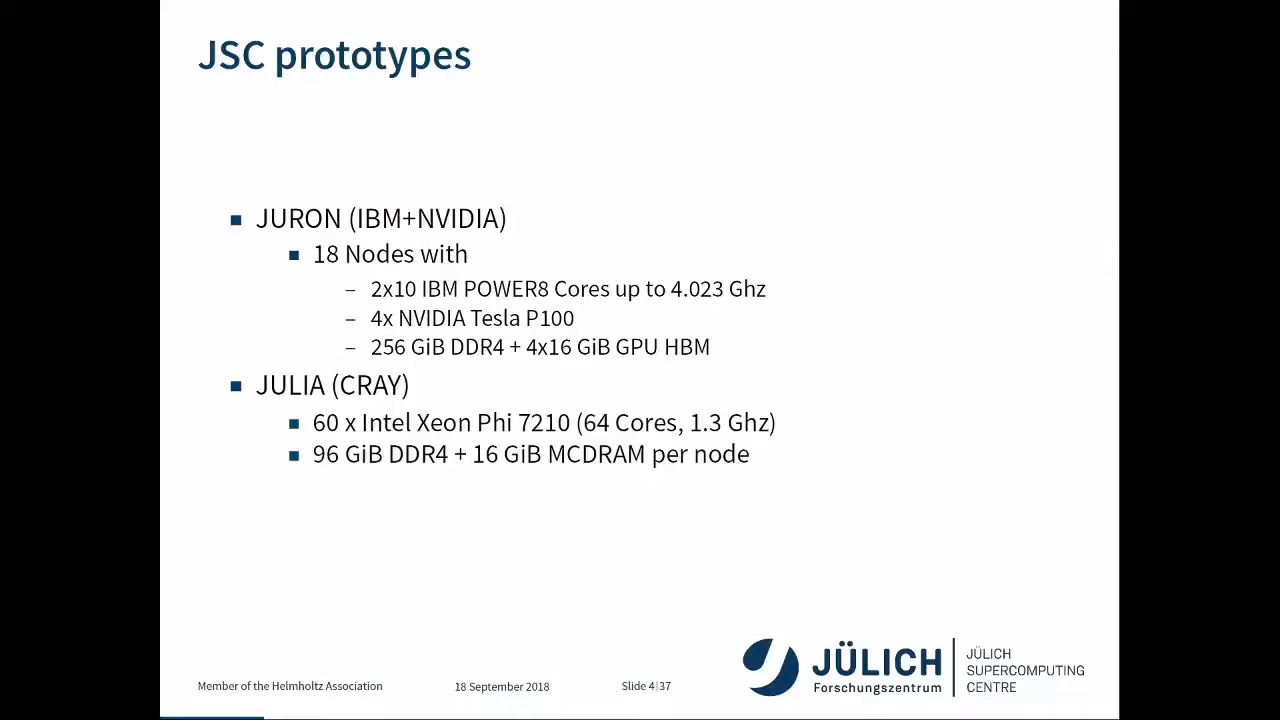 JSC prototypes
JURON (IBM+NVIDIA)
18 Nodes with
– 2x10 IBM POWER8 Cores up to 4.023 Ghz
– 4x NVIDIA Tesla P100
– 256 GiB DDR4 + 4x16 GiB GPU HBM
JULIA (CRAY)
60 x Intel Xeon Phi 7210 (64 Cores, 1.3 Ghz)
96 GiB DDR4 + 16 GiB MCDRAM per node
Member of the Helmholtz Association
18 September 2018
Slide 4|37
JÜLICH
Forschungszentrum
JÜLICH
SUPERCOMPUTING
CENTRE